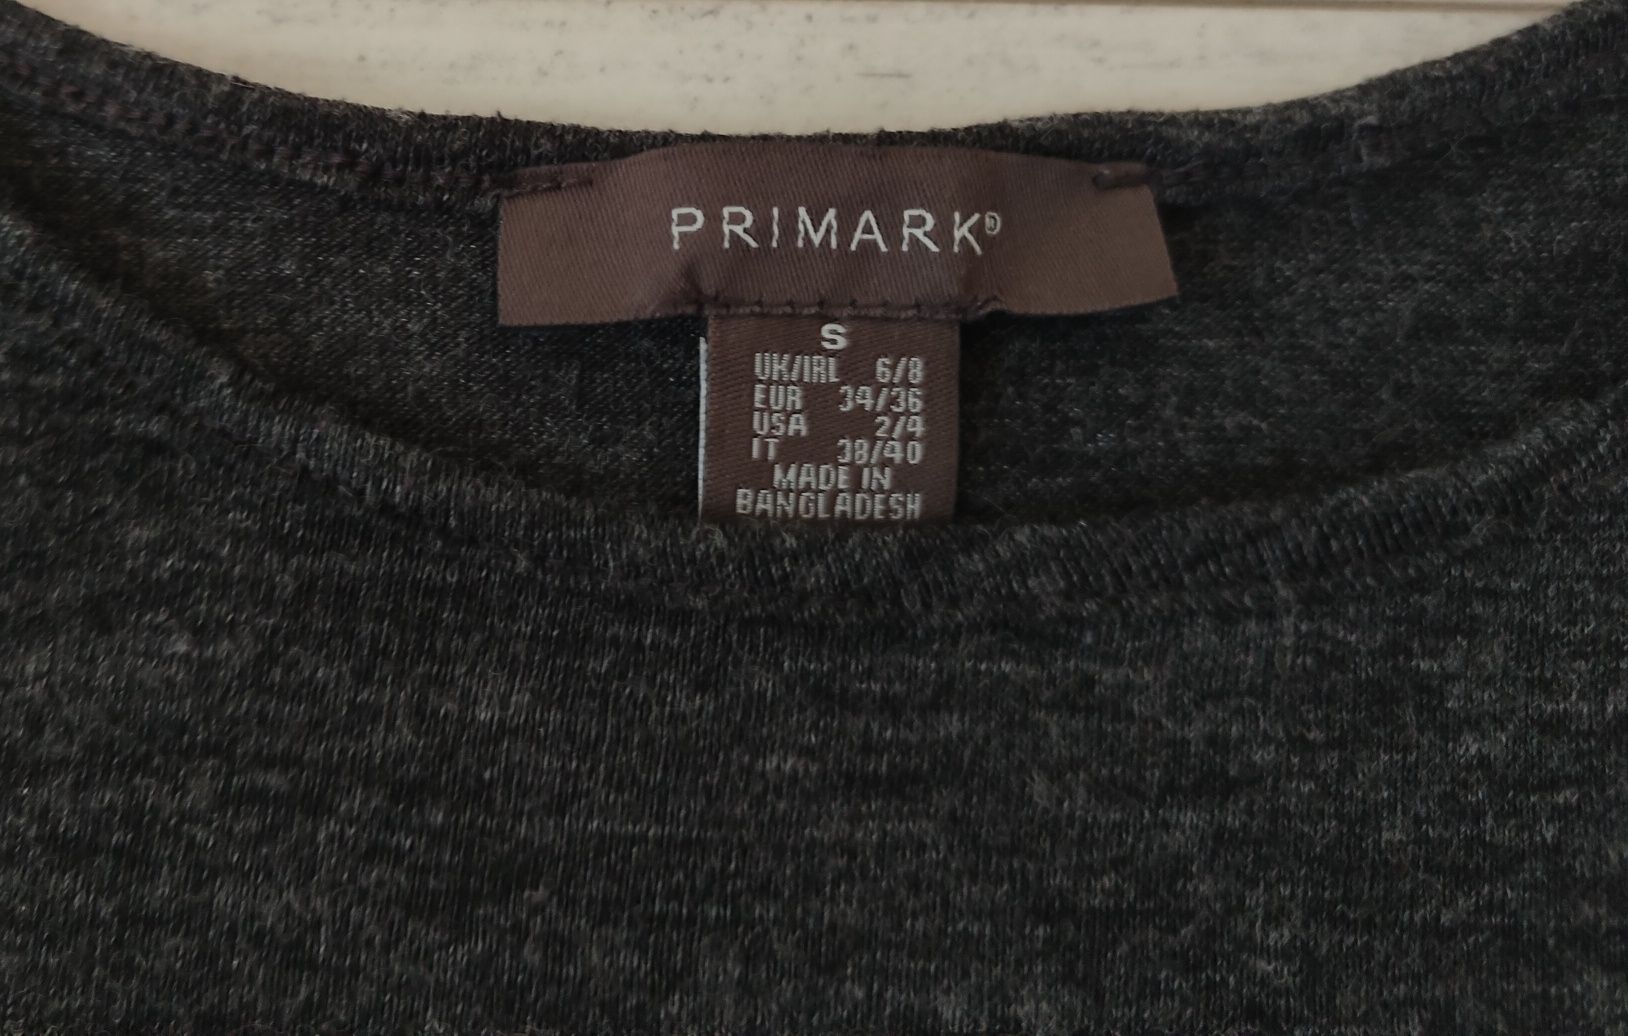 PRIMARK®
S
UK/IRL 6/8
EUR 34/36
USA 2/4
IT 38/40
MADE IN
BANGLADESH